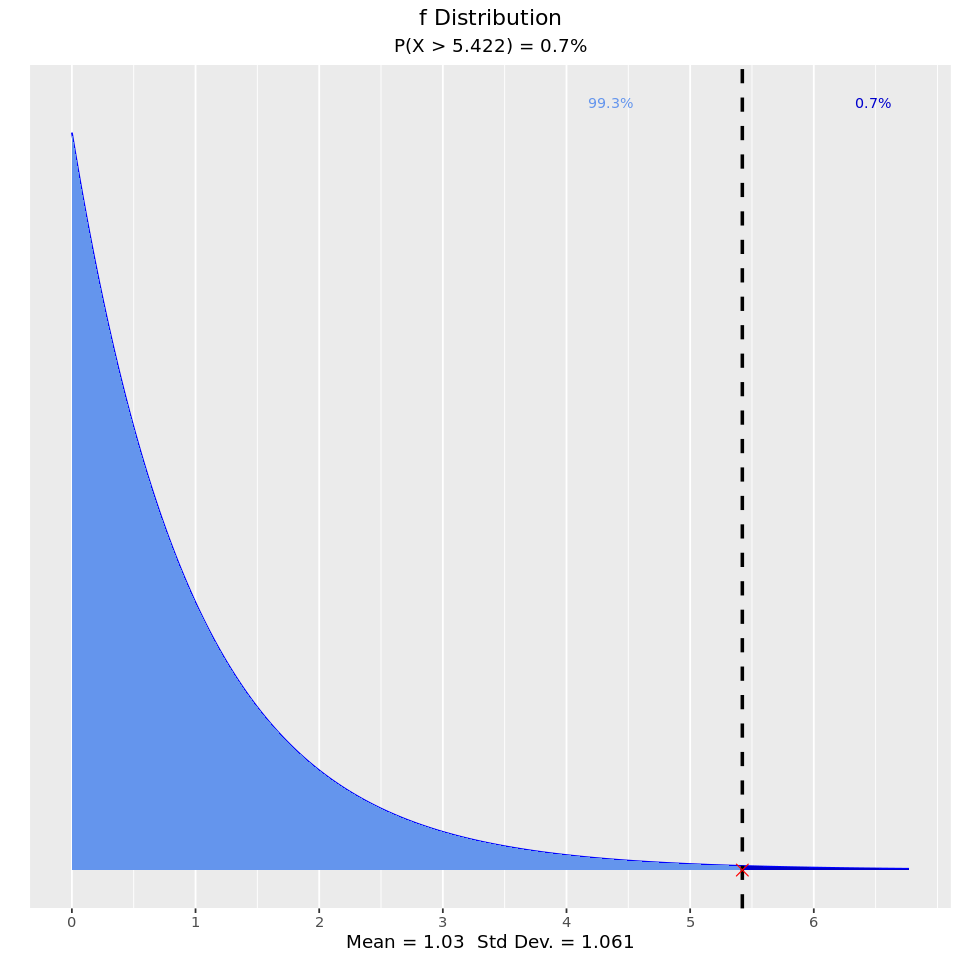 f Distribution
P(X > 5.422) = 0.7%
99.3%
0.7%
0 1 2 3 4 5 6
Mean = 1.03  Std Dev. = 1.061